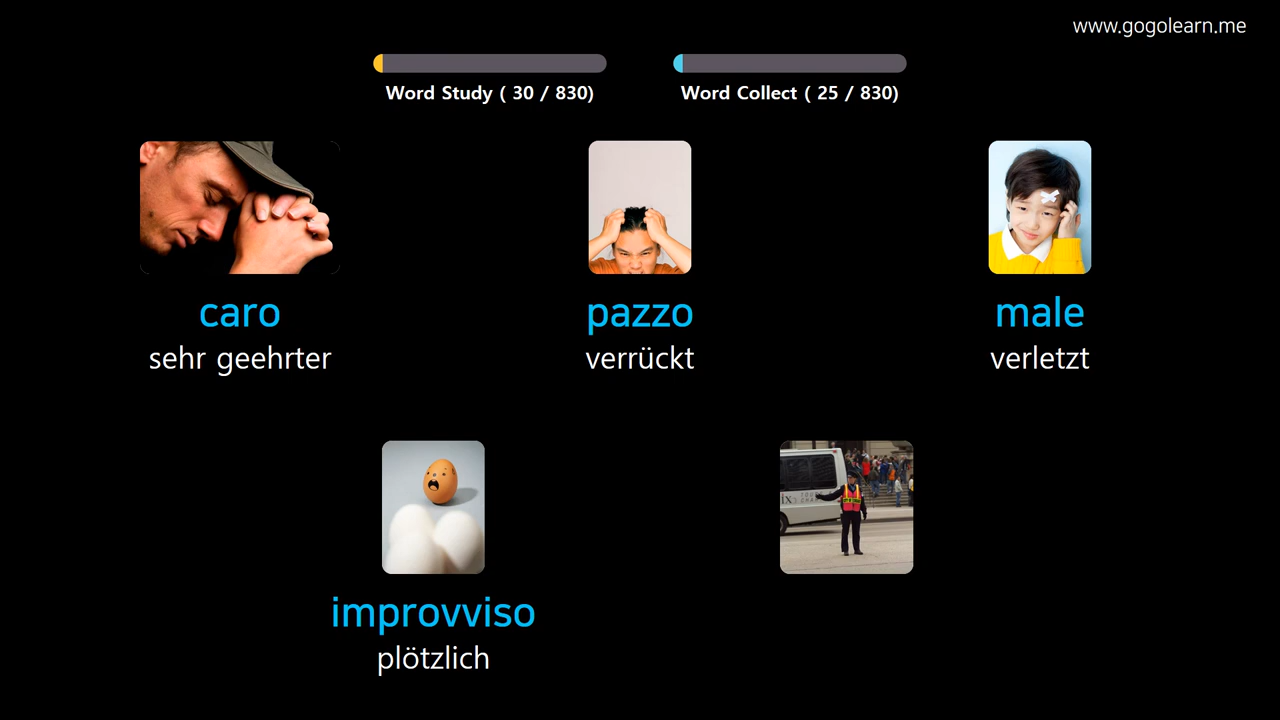 www.gogolearn.me
Word Study ( 30 / 830)
Word Collect ( 25 / 830)
caro
pazzo
male
sehr geehrter
verrückt
verletzt
improvviso
plötzlich